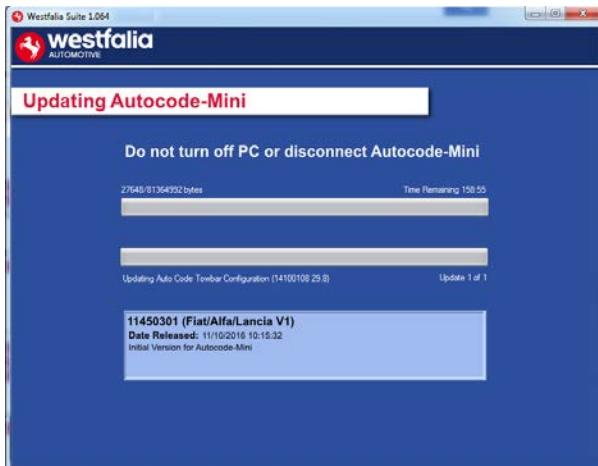 Westfalia Suite 1.064
westfalia
AUTOMOTIVE
Updating Autocode-Mini
Do not turn off PC or disconnect Autocode-Mini
27648/81364992 bytes Time Remaining 158:55
Updating Auto Code Towbar Configuration (14100108 29.8) Update 1 of 1
11450301 (Fiat/Alfa/Lancia V1)
Date Released: 11/10/2016 10:15:32
Initial Version for Autocode-Mini